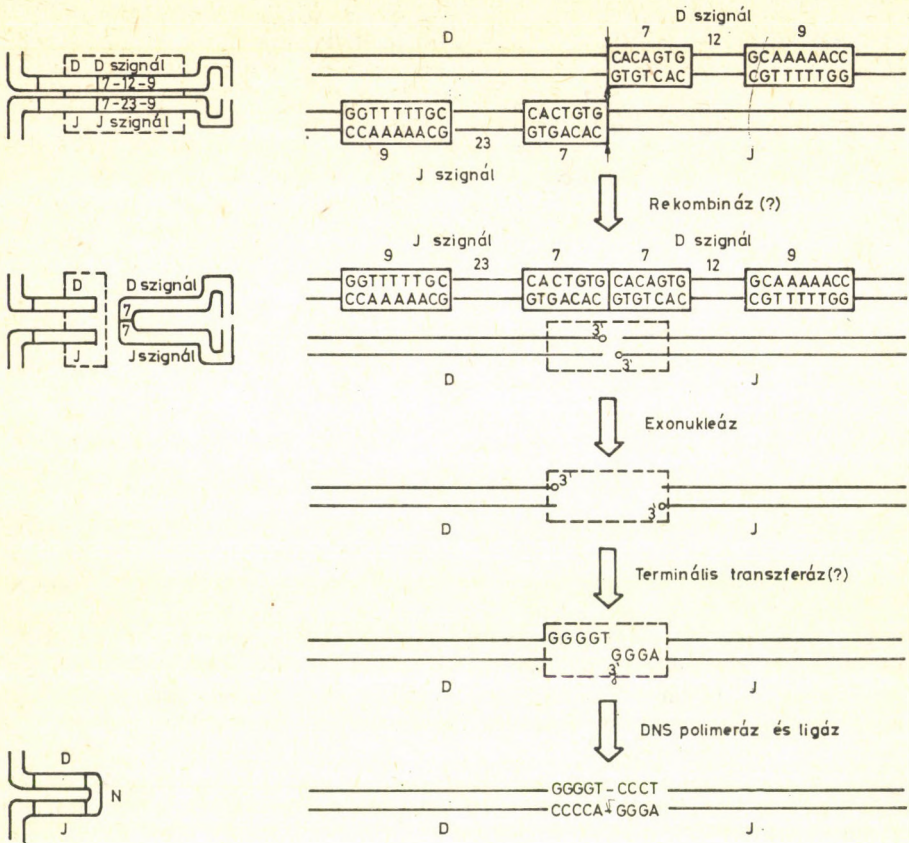 D szignál
D
7
12
9
CACAGTG
GTGTCAC
GCAAAAACC
CGTTTTTGG
D D szignál
7-12-9
7-23-9
J J szignál
GGTTTTTGC
CCAAAAACG
CACTGTG
GTGACAC
9
23
7
J
J szignál
Rekombináz (?)
J szignál
D szignál
9
23
7
7
12
9
GGTTTTTGC
CCAAAAACG
CACTGTG
GTGACAC
CACAGTG
GTGTCAC
GCAAAAACC
CGTTTTTGG
D
D szignál
7
7
J
J szignál
3'
3'
D
J
Exonukleáz
3'
3'
D
J
Terminális transzferáz(?)
GGGGT
GGGA
3'
D
J
DNS polimeráz és ligáz
D
N
J
GGGGT-CCCT
CCCCA-GGGA
D
J